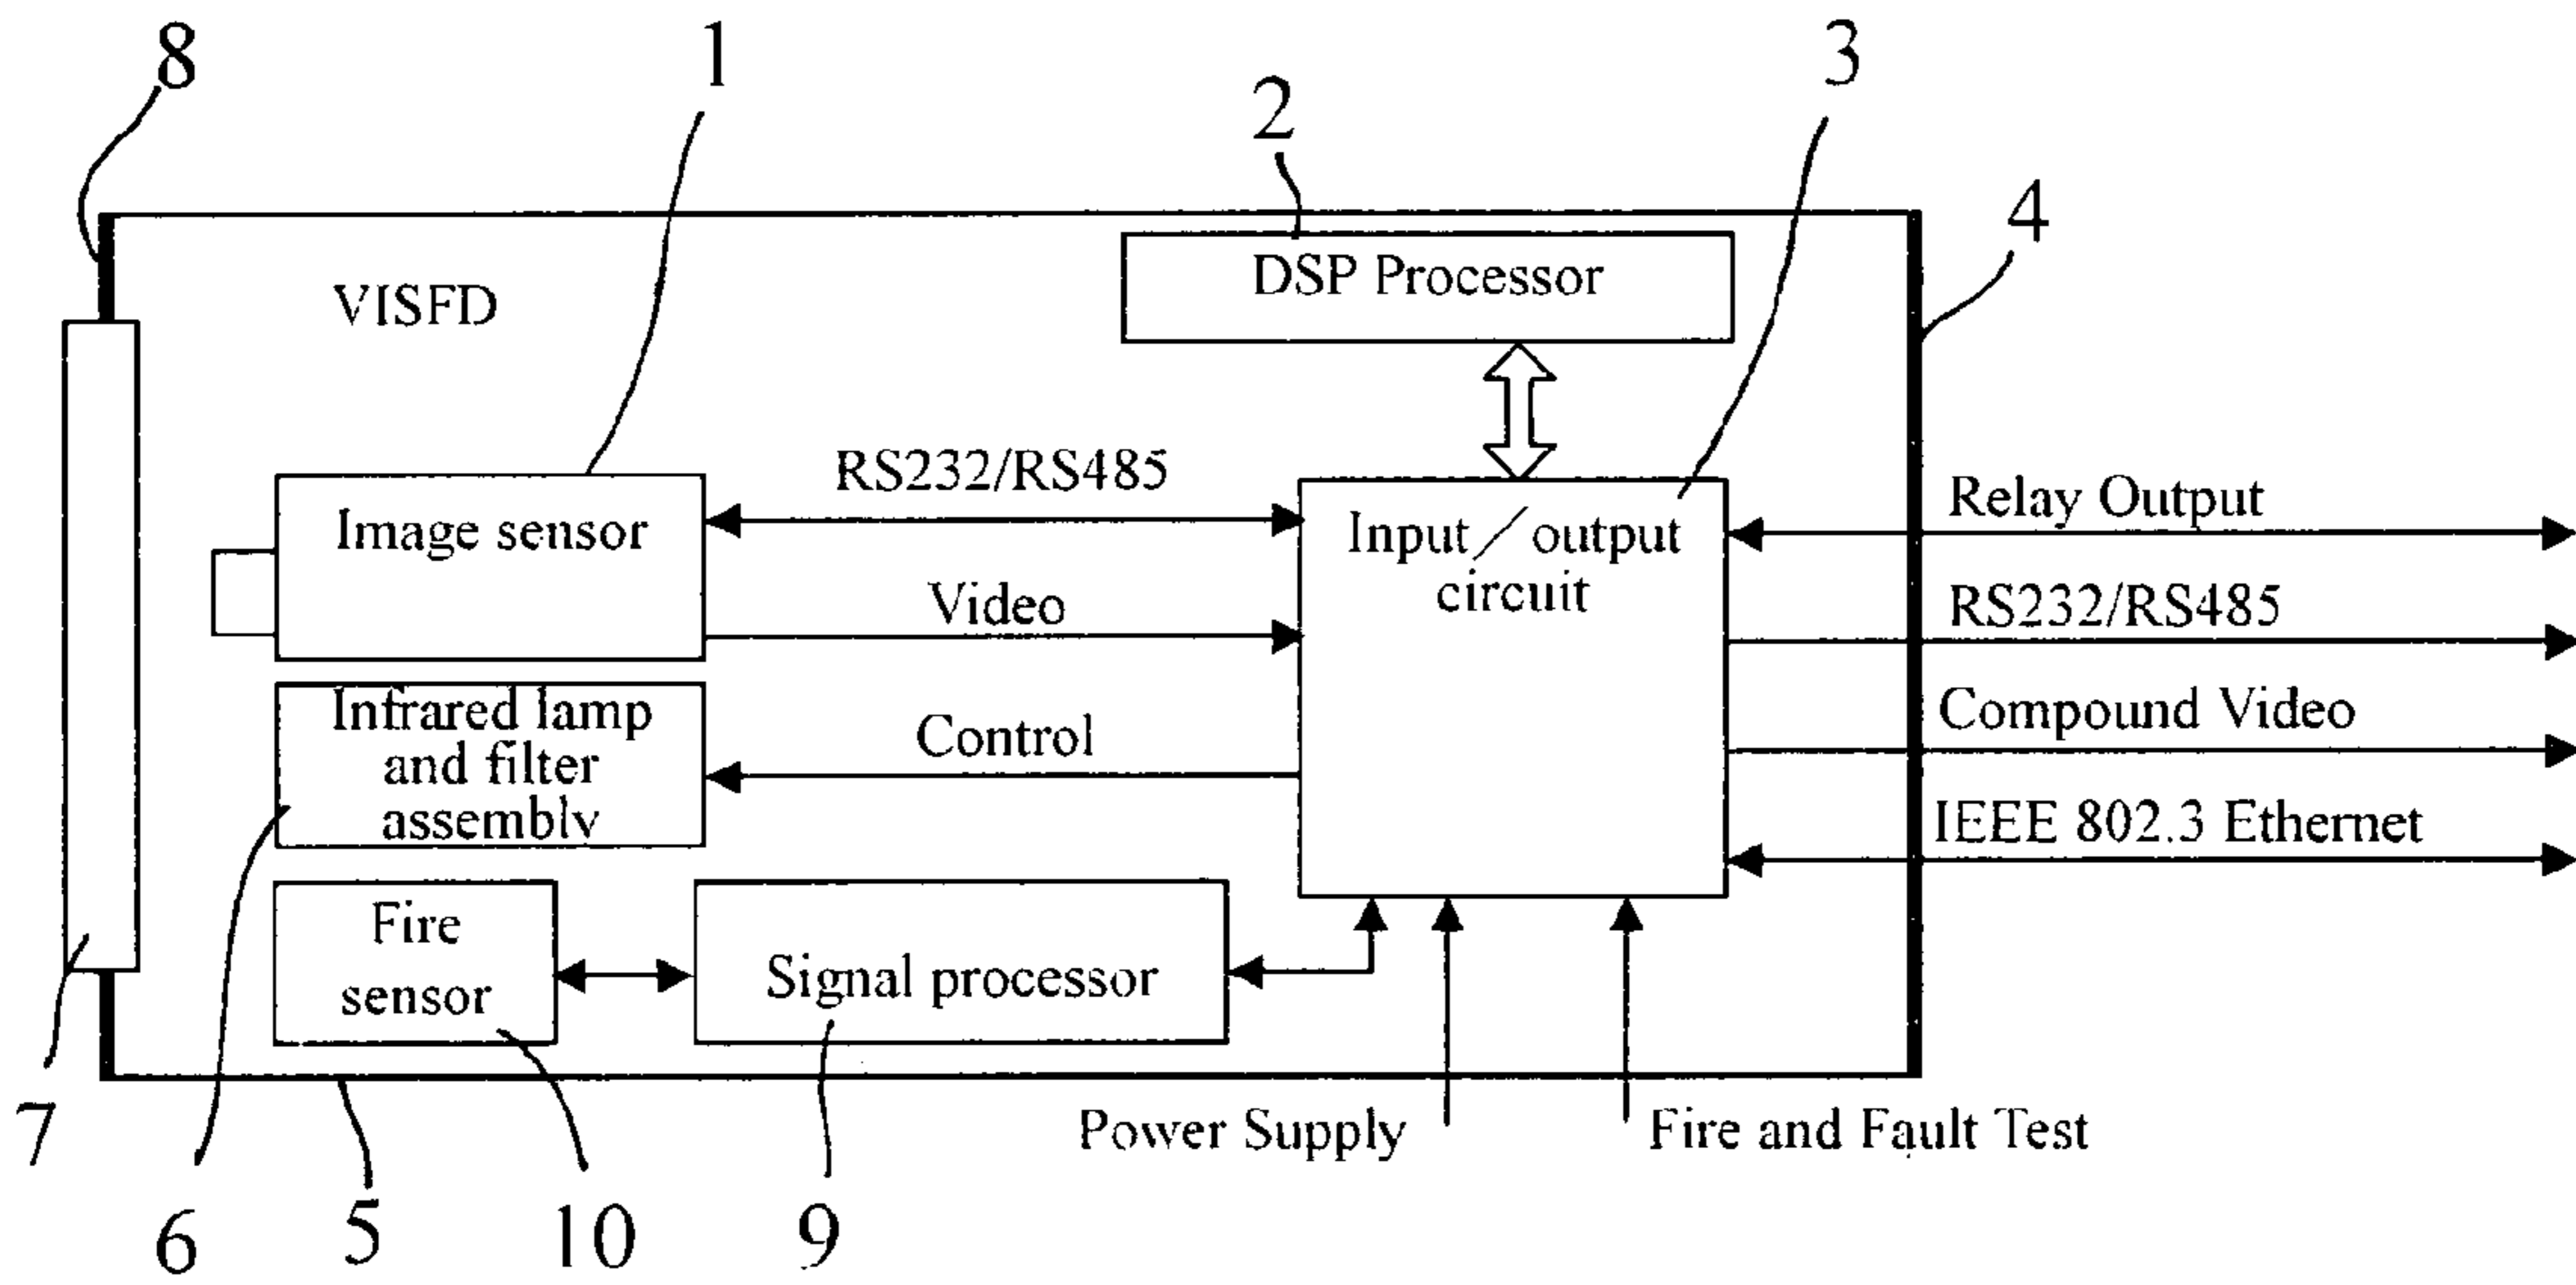 8
1
3
2
4
VISFD
DSP Processor
Image sensor
RS232/RS485
Input/output
circuit
Relay Output
Video
RS232/RS485
Infrared lamp
and filter
assembly
Control
Compound Video
IEEE 802.3 Ethernet
Fire
sensor
Signal processor
7
Power Supply
Fire and Fault Test
6
5
10
9